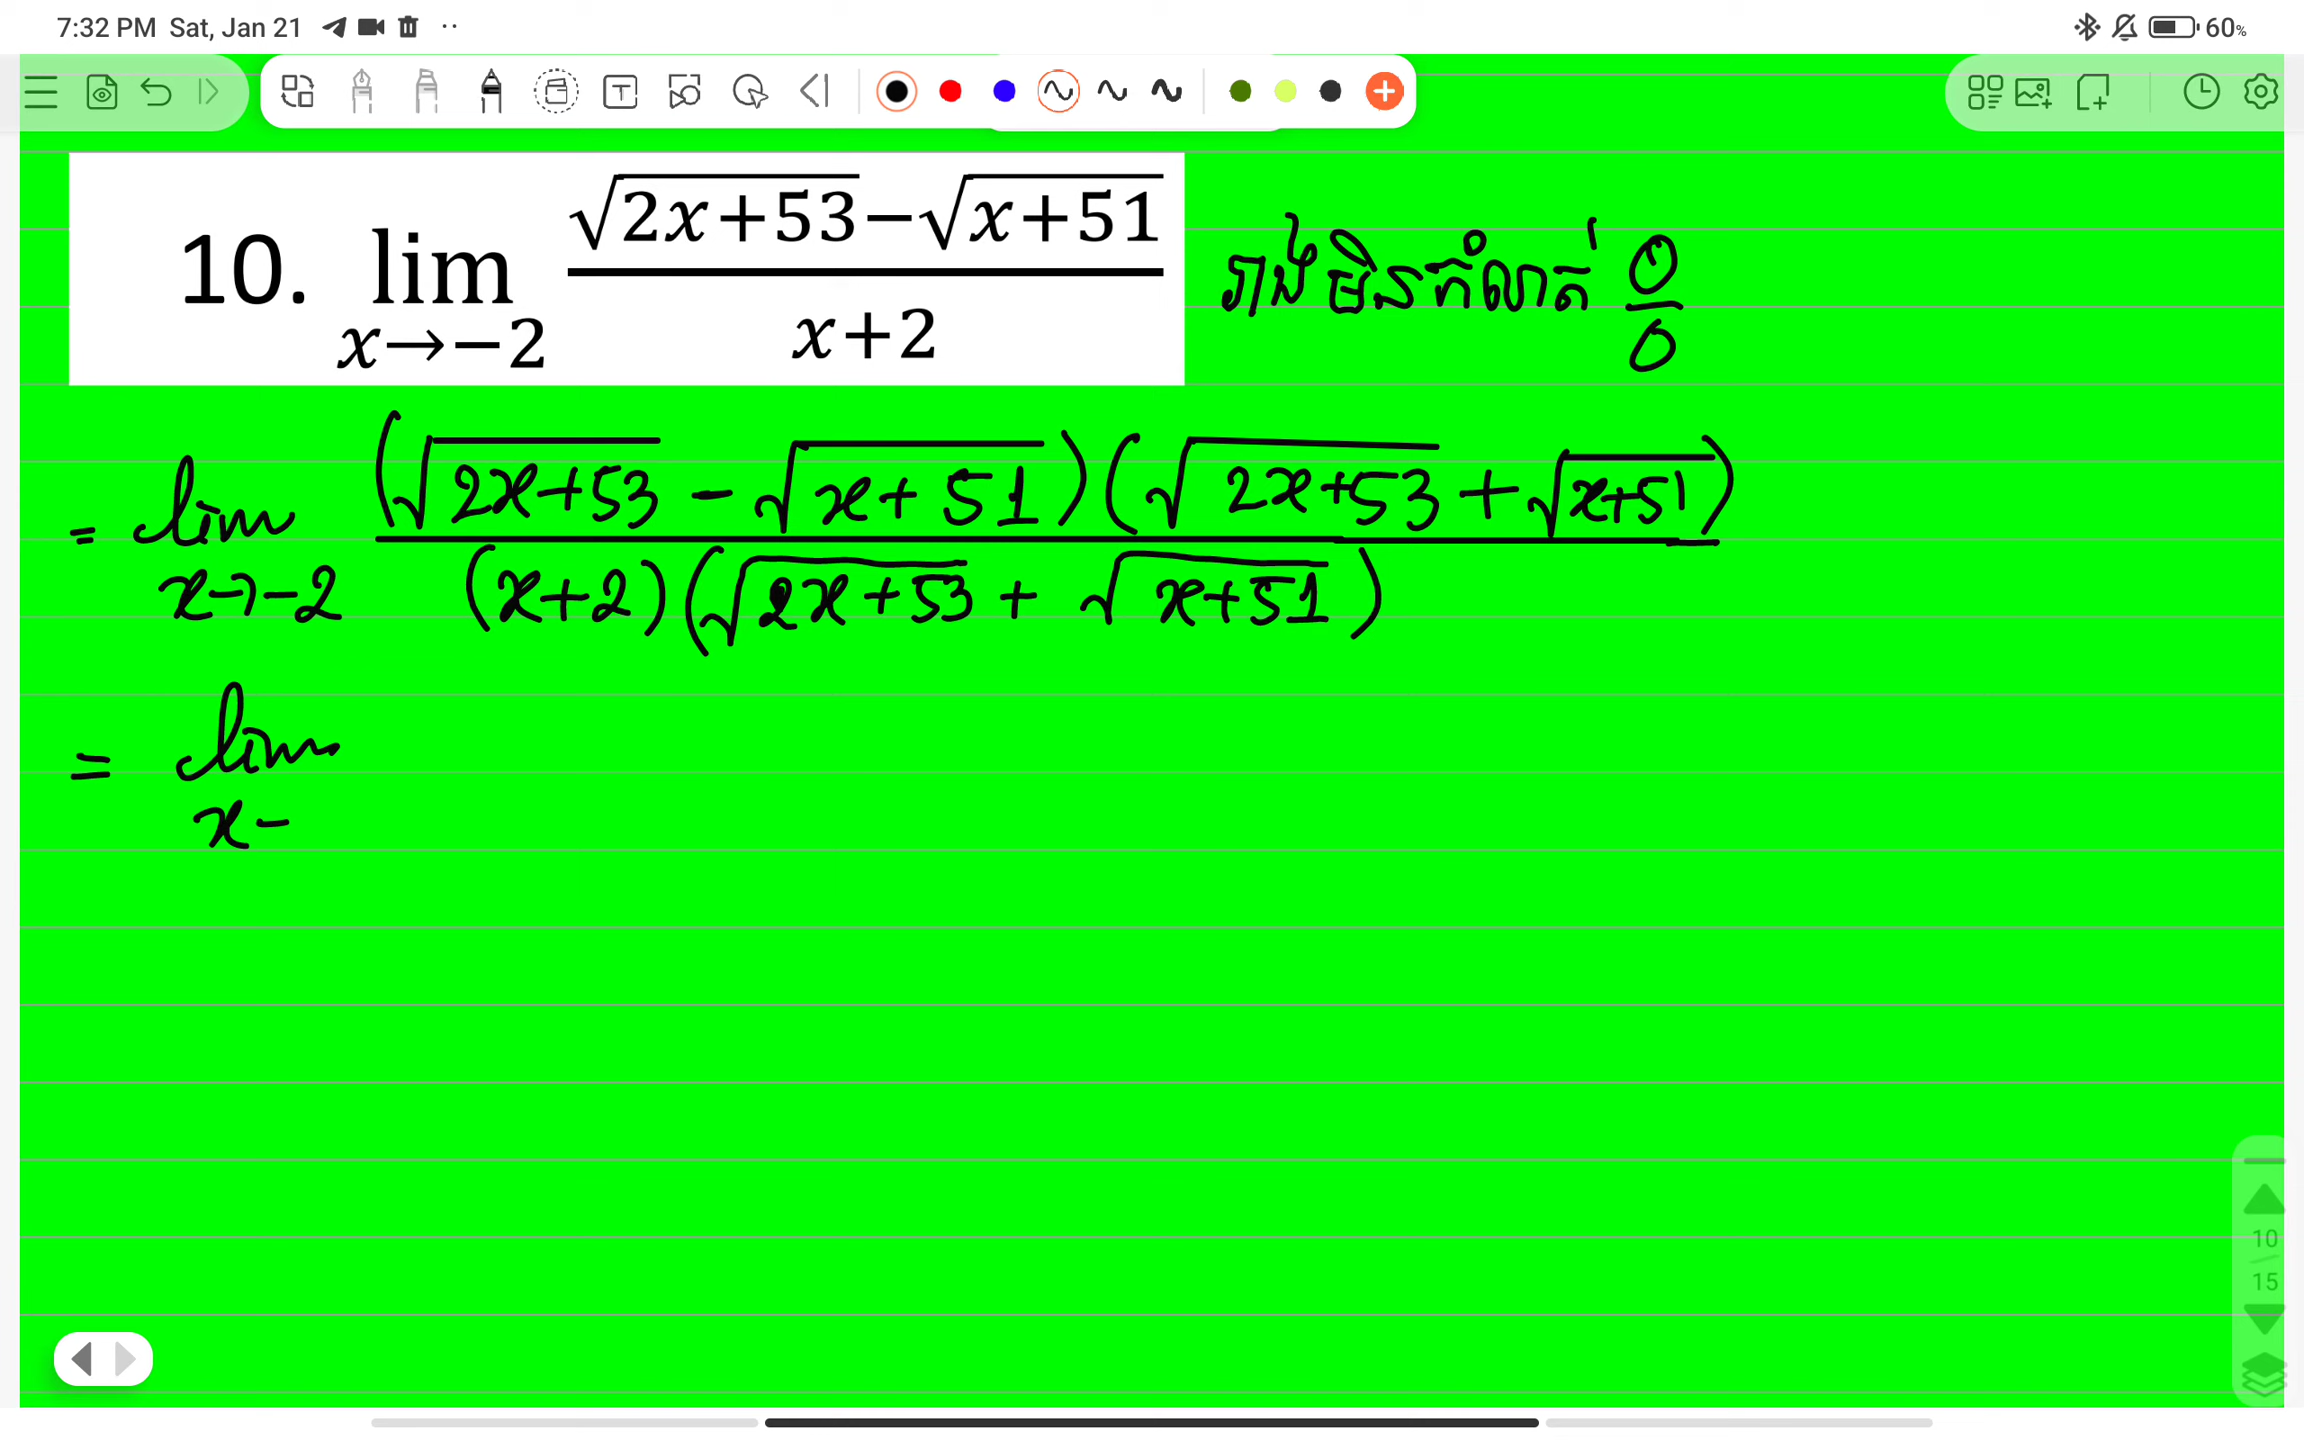 7:32 PM Sat, Jan 21 60%
T
10. lim x→−2 (√(2x+53)−√(x+51))/(x+2) រាងមិនកំណត់ 0/0
= lim x→−2 ((√(2x+53) − √(x+51))(√(2x+53) + √(x+51)))/((x+2)(√(2x+53) + √(x+51)))
= lim x−
10
15